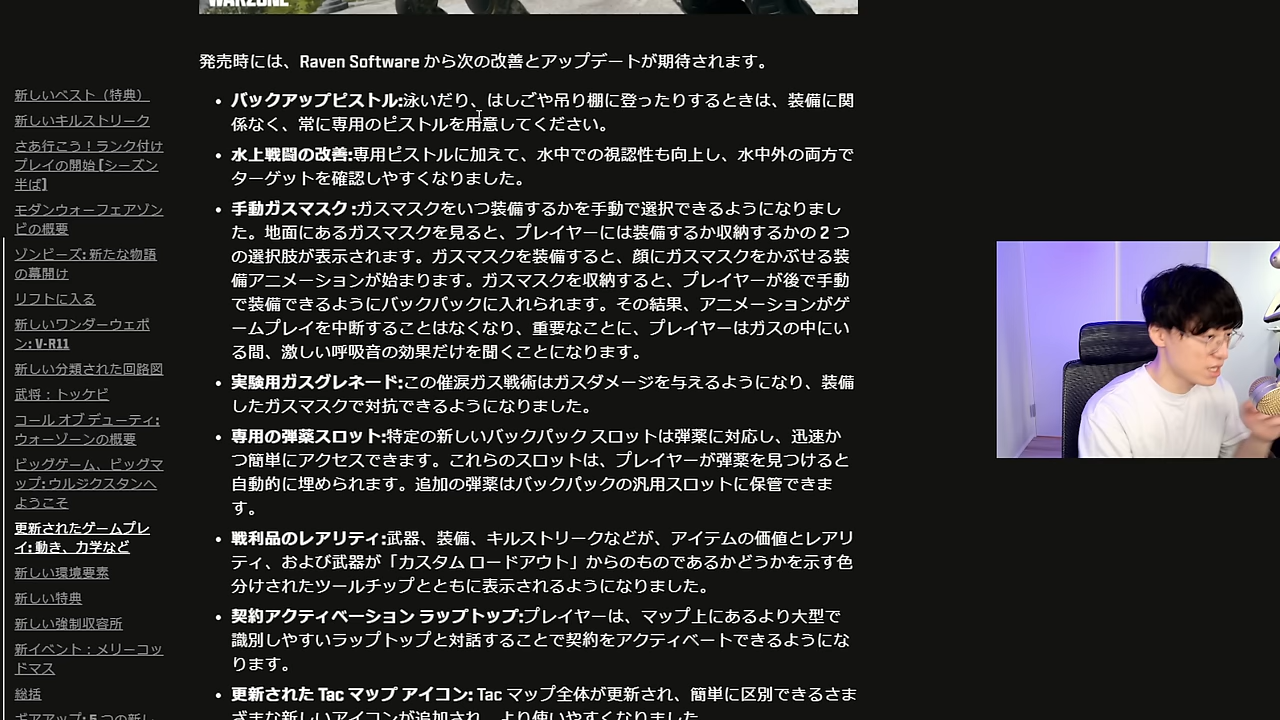 WARZONE
発売時には、Raven Software から次の改善とアップデートが期待されます。
• バックアップピストル:泳いだり、はしごや吊り棚に登ったりするときは、装備に関
係なく、常に専用のピストルを用意してください。
• 水上戦闘の改善:専用ピストルに加えて、水中での視認性も向上し、水中外の両方で
ターゲットを確認しやすくなりました。
• 手動ガスマスク :ガスマスクをいつ装備するかを手動で選択できるようになりまし
た。地面にあるガスマスクを見ると、プレイヤーには装備するか収納するかの 2 つ
の選択肢が表示されます。ガスマスクを装備すると、顔にガスマスクをかぶせる装
備アニメーションが始まります。ガスマスクを収納すると、プレイヤーが後で手動
で装備できるようにバックパックに入れられます。その結果、アニメーションがゲ
ームプレイを中断することはなくなり、重要なことに、プレイヤーはガスの中にい
る間、激しい呼吸音の効果だけを聞くことになります。
• 実験用ガスグレネード:この催涙ガス戦術はガスダメージを与えるようになり、装備
したガスマスクで対抗できるようになりました。
• 専用の弾薬スロット:特定の新しいバックパック スロットは弾薬に対応し、迅速か
つ簡単にアクセスできます。これらのスロットは、プレイヤーが弾薬を見つけると
自動的に埋められます。追加の弾薬はバックパックの汎用スロットに保管できま
す。
• 戦利品のレアリティ:武器、装備、キルストリークなどが、アイテムの価値とレアリ
ティ、および武器が「カスタム ロードアウト」からのものであるかどうかを示す色
分けされたツールチップとともに表示されるようになりました。
• 契約アクティベーション ラップトップ:プレイヤーは、マップ上にあるより大型で
識別しやすいラップトップと対話することで契約をアクティベートできるようにな
ります。
• 更新された Tac マップ アイコン: Tac マップ全体が更新され、簡単に区別できるさま
ざまな新しいアイコンが追加され、より使いやすくなりました。
新しいベスト（特典）
新しいキルストリーク
さあ行こう！ランク付け
プレイの開始 [シーズン
半ば]
モダンウォーフェアゾン
ビの概要
ゾンビーズ: 新たな物語
の幕開け
リフトに入る
新しいワンダーウェポ
ン: V-R11
新しい分類された回路図
武将：トッケビ
コール オブ デューティ:
ウォーゾーンの概要
ビッグゲーム、ビッグマ
ップ: ウルジクスタンへ
ようこそ
更新されたゲームプレ
イ: 動き、力学など
新しい環境要素
新しい特典
新しい強制収容所
新イベント：メリーコッ
ドマス
総括
ギアアップ: 5 つの新し